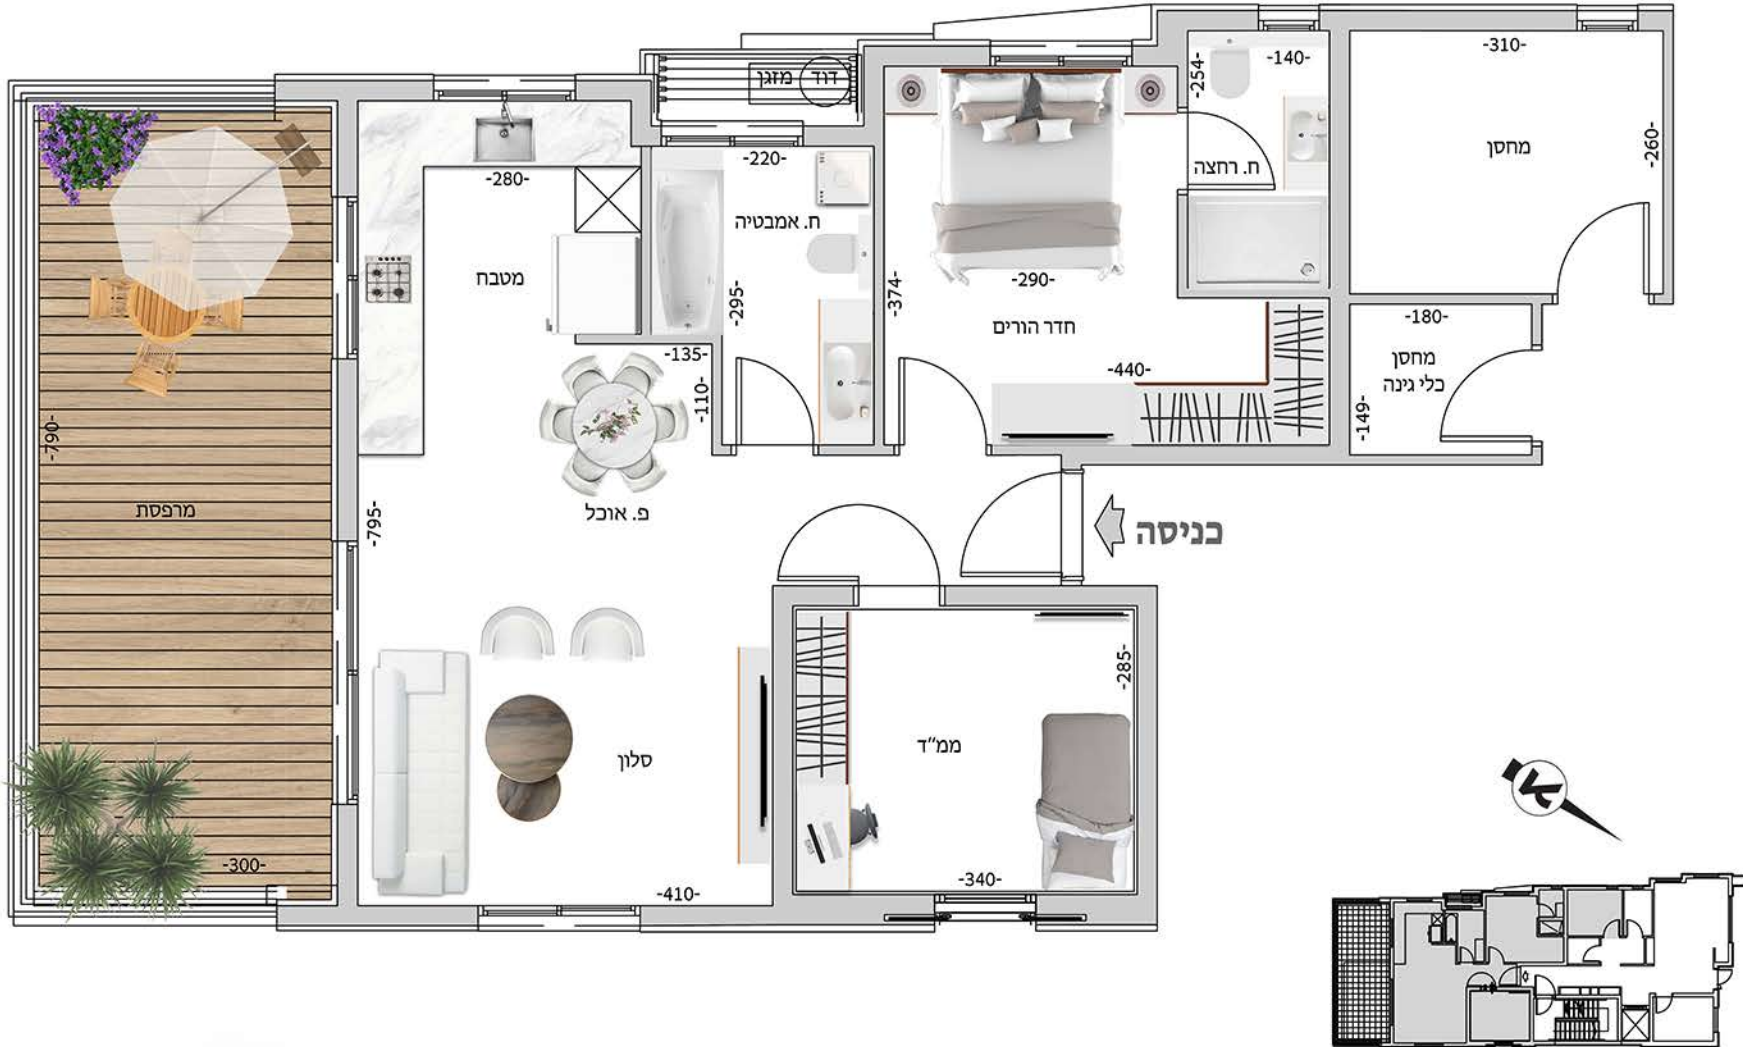 דוד מזגן
-310-
-140-
-254-
מחסן
-260-
-220-
ח. רחצה
-280-
ח. אמבטיה
מטבח
-290-
-374-
-295-
-180-
חדר הורים
מחסן
כלי גינה
-135-
-440-
-110-
-149-
-790-
מרפסת
פ. אוכל
-795-
כניסה
-285-
ממ"ד
סלון
-300-
-410-
-340-